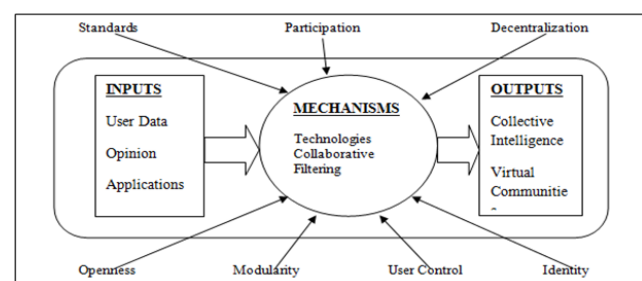 Standards
Participation
Decentralization
INPUTS
User Data
Opinion
Applications
MECHANISMS
Technologies
Collaborative
Filtering
OUTPUTS
Collective
Intelligence
Virtual
Communitie
Openness
Modularity
User Control
Identity